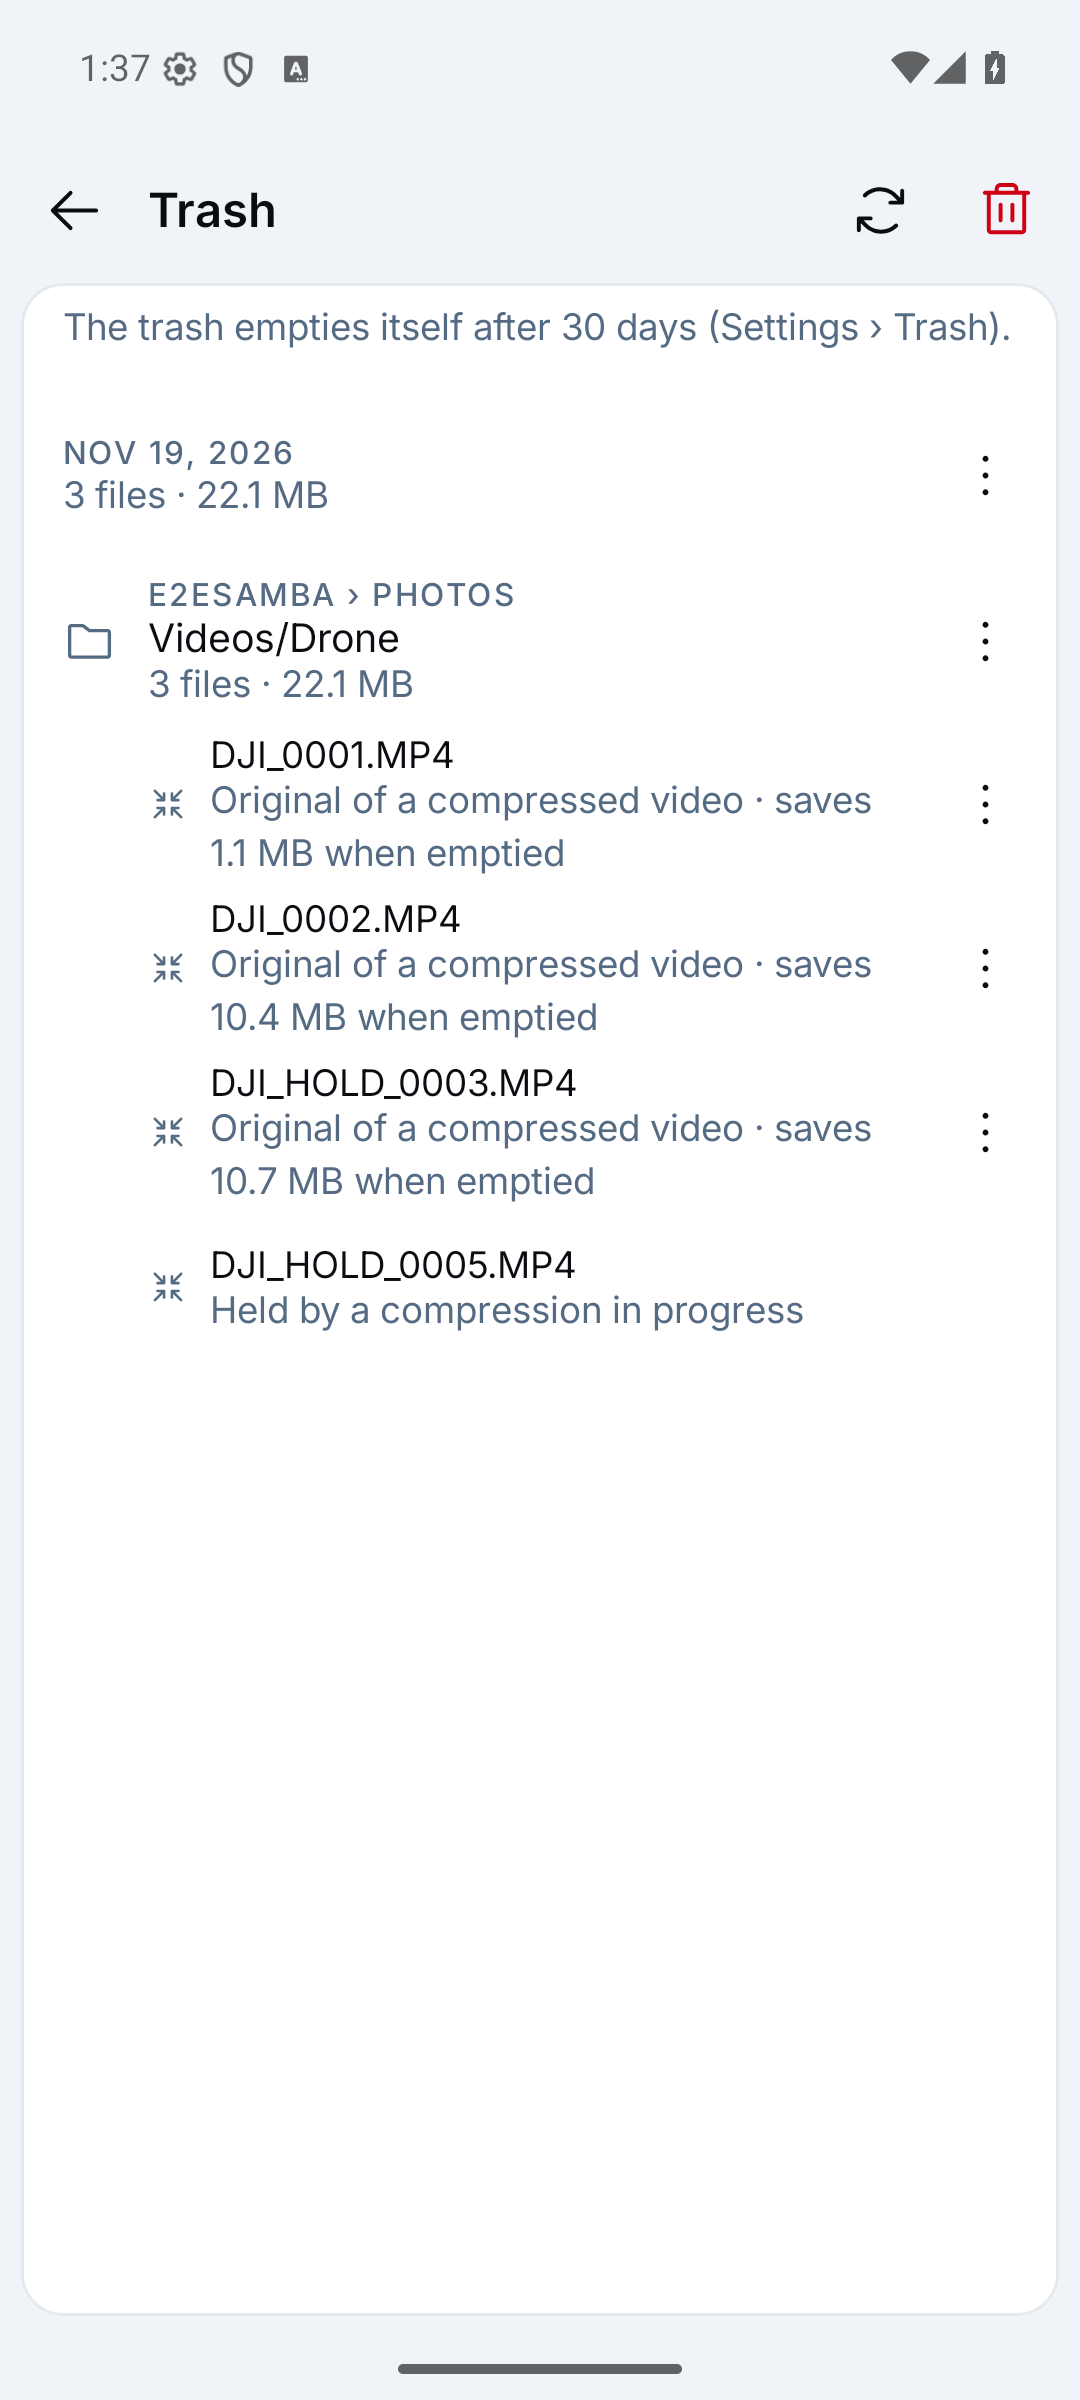 1:37
Trash
The trash empties itself after 30 days (Settings › Trash).
NOV 19, 2026
3 files · 22.1 MB
E2ESAMBA › PHOTOS
Videos/Drone
3 files · 22.1 MB
DJI_0001.MP4
Original of a compressed video · saves
1.1 MB when emptied
DJI_0002.MP4
Original of a compressed video · saves
10.4 MB when emptied
DJI_HOLD_0003.MP4
Original of a compressed video · saves
10.7 MB when emptied
DJI_HOLD_0005.MP4
Held by a compression in progress